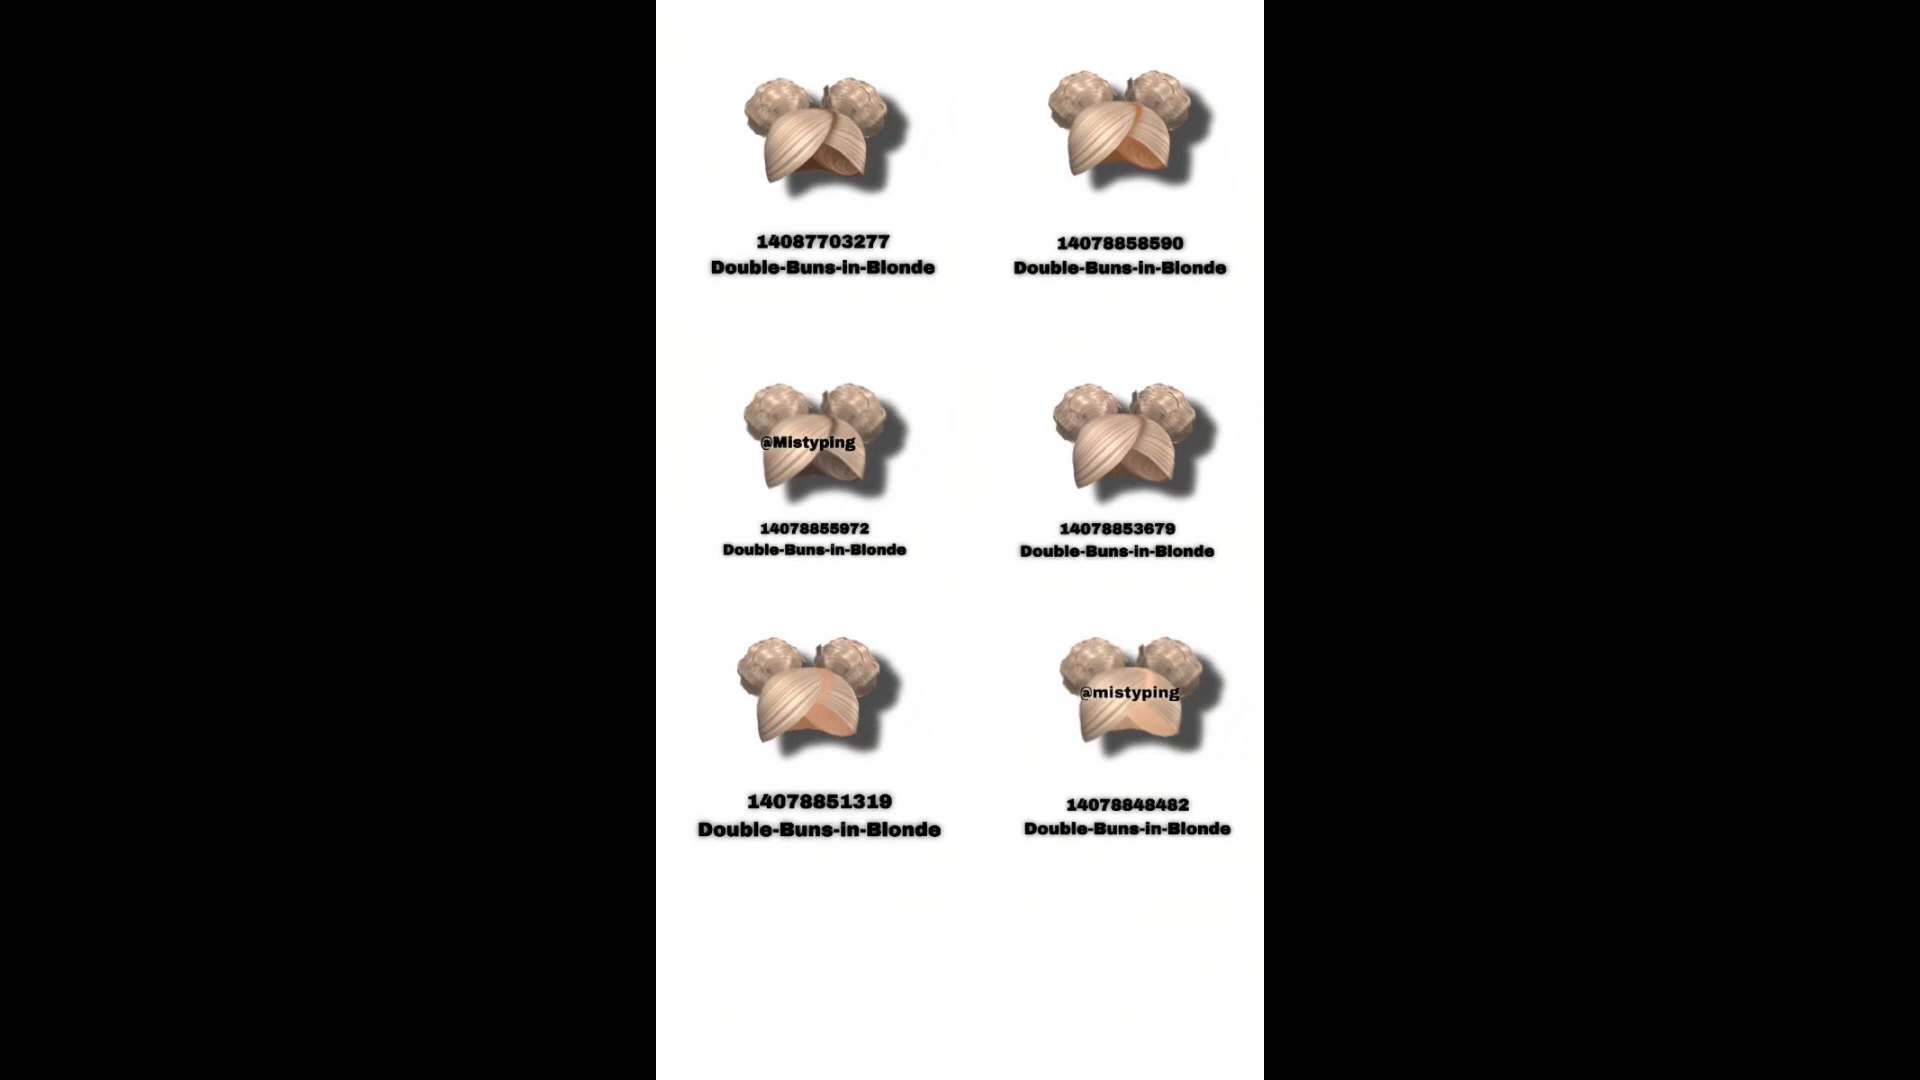 14087703277
Double-Buns-in-Blonde
14078858590
Double-Buns-in-Blonde
@Mistyping
14078855972
Double-Buns-in-Blonde
14078853679
Double-Buns-in-Blonde
14078851319
Double-Buns-in-Blonde
@mistyping
14078848482
Double-Buns-in-Blonde